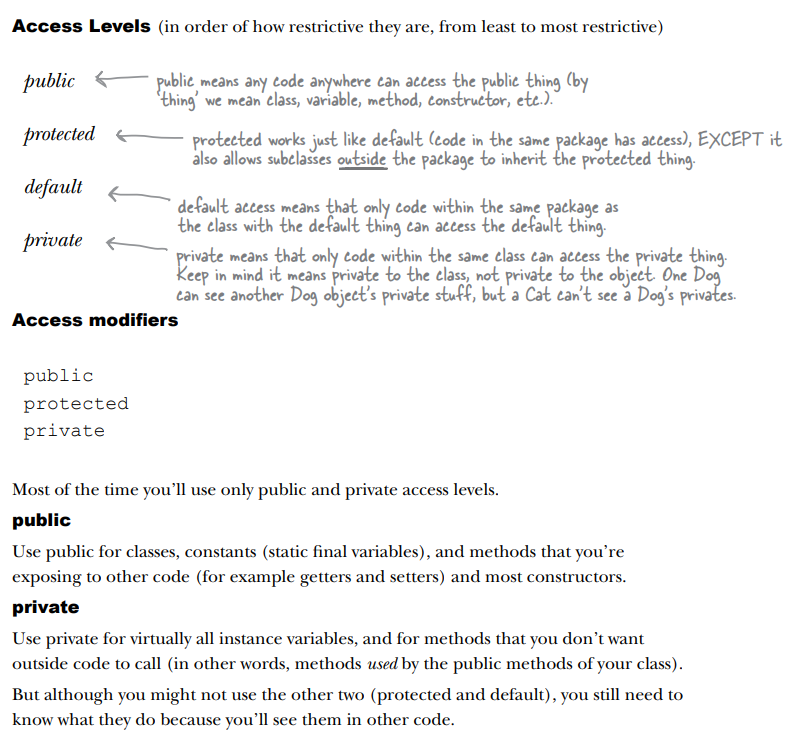 Access Levels (in order of how restrictive they are, from least to most restrictive)
public
public means any code anywhere can access the public thing (by
'thing' we mean class, variable, method, constructor, etc.).
protected
protected works just like default (code in the same package has access), EXCEPT it
also allows subclasses outside the package to inherit the protected thing.
default
default access means that only code within the same package as
the class with the default thing can access the default thing.
private
private means that only code within the same class can access the private thing.
Keep in mind it means private to the class, not private to the object. One Dog
can see another Dog object's private stuff, but a Cat can't see a Dog's privates.
Access modifiers
public
protected
private
Most of the time you'll use only public and private access levels.
public
Use public for classes, constants (static final variables), and methods that you're
exposing to other code (for example getters and setters) and most constructors.
private
Use private for virtually all instance variables, and for methods that you don't want
outside code to call (in other words, methods used by the public methods of your class).
But although you might not use the other two (protected and default), you still need to
know what they do because you'll see them in other code.